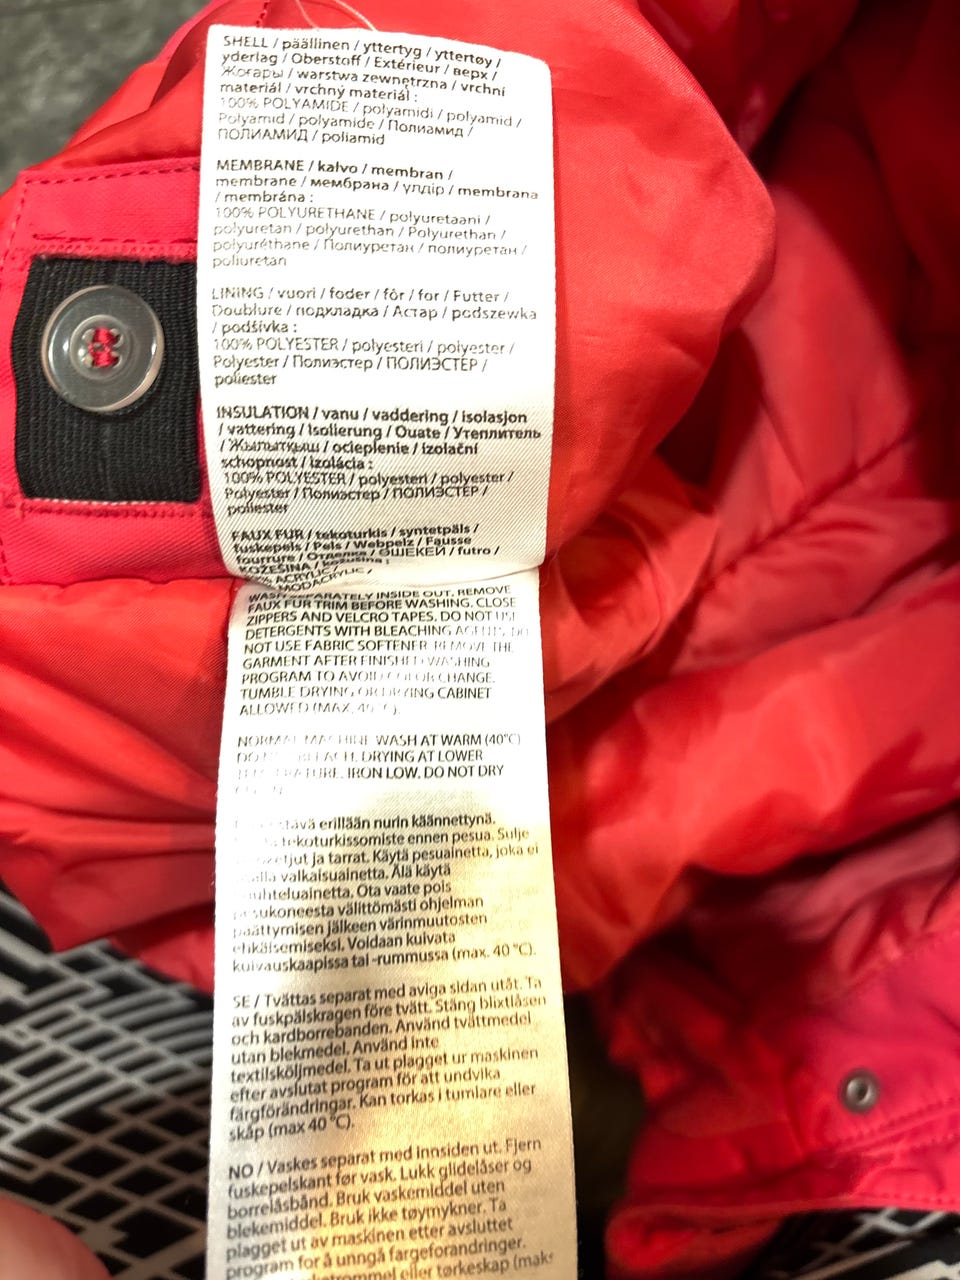 SHELL / päällinen / yttertyg / yttertøy /
yderlag / Oberstoff / Extérieur / верх /
Жоғары / warstwa zewnętrzna / vrchní
materiál / vrchný materiál :
100% POLYAMIDE / polyamidi / polyamid /
Polyamid / polyamide / Полиамид /
ПОЛИАМИД / poliamid
MEMBRANE / kalvo / membran /
membrane / мембрана / үлдір / membrana
/ membrána :
100% POLYURETHANE / polyuretaani /
polyuretan / polyurethan / Polyurethan /
polyuréthane / Полиуретан / полиуретан /
poliuretan
LINING / vuori / foder / fôr / for / Futter /
Doublure / подкладка / Астар / podszewka
/ podšívka :
100% POLYESTER / polyesteri / polyester /
Polyester / Полиэстер / ПОЛИЭСТЕР /
poliester
INSULATION / vanu / vaddering / isolasjon
/ vattering / Isolierung / Ouate / Утеплитель
/ Жылытқыш / ocieplenie / izolační
schopnost / izolácia :
100% POLYESTER / polyesteri / polyester /
Polyester / Полиэстер / ПОЛИЭСТЕР /
poliester
FAUX FUR / tekoturkis / syntetpäls /
fuskepels / Pels / Webpelz / Fausse
fourrure / Отделка / ӨШЕКЕЙ / futro /
KOŽEŠINA / kožušina :
% ACRYLIC /
MODACRYLIC /
WASH SEPARATELY INSIDE OUT. REMOVE
FAUX FUR TRIM BEFORE WASHING. CLOSE
ZIPPERS AND VELCRO TAPES. DO NOT USE
DETERGENTS WITH BLEACHING AGENTS. DO
NOT USE FABRIC SOFTENER. REMOVE THE
GARMENT AFTER FINISHED WASHING
PROGRAM TO AVOID COLOR CHANGE.
TUMBLE DRYING OR DRYING CABINET
ALLOWED (MAX. 40 °C).
NORMAL MACHINE WASH AT WARM (40°C)
DO NOT BLEACH. DRYING AT LOWER
TEMPERATURE. IRON LOW. DO NOT DRY
erillään nurin käännettynä.
tekoturkissomiste ennen pesua. Sulje
ja tarrat. Käytä pesuainetta, joka ei
valkaisuainetta. Älä käytä
huuhteluainetta. Ota vaate pois
pesukoneesta välittömästi ohjelman
päättymisen jälkeen värinmuutosten
ehkäisemiseksi. Voidaan kuivata
kuivauskaapissa tai -rummussa (max. 40 °C).
SE / Tvättas separat med aviga sidan utåt. Ta
av fuskpälskragen före tvätt. Stäng blixtlåsen
och kardborrebanden. Använd tvättmedel
utan blekmedel. Använd inte
textilsköljmedel. Ta ut plagget ur maskinen
efter avslutat program för att undvika
färgförändringar. Kan torkas i tumlare eller
skåp (max 40 °C).
NO / Vaskes separat med innsiden ut. Fjern
fuskepelskant før vask. Lukk glidelåser og
borrelåsbånd. Bruk vaskemiddel uten
blekemiddel. Bruk ikke tøymykner. Ta
plagget ut av maskinen etter avsluttet
program for å unngå fargeforandringer.
eller tørkeskap (maks